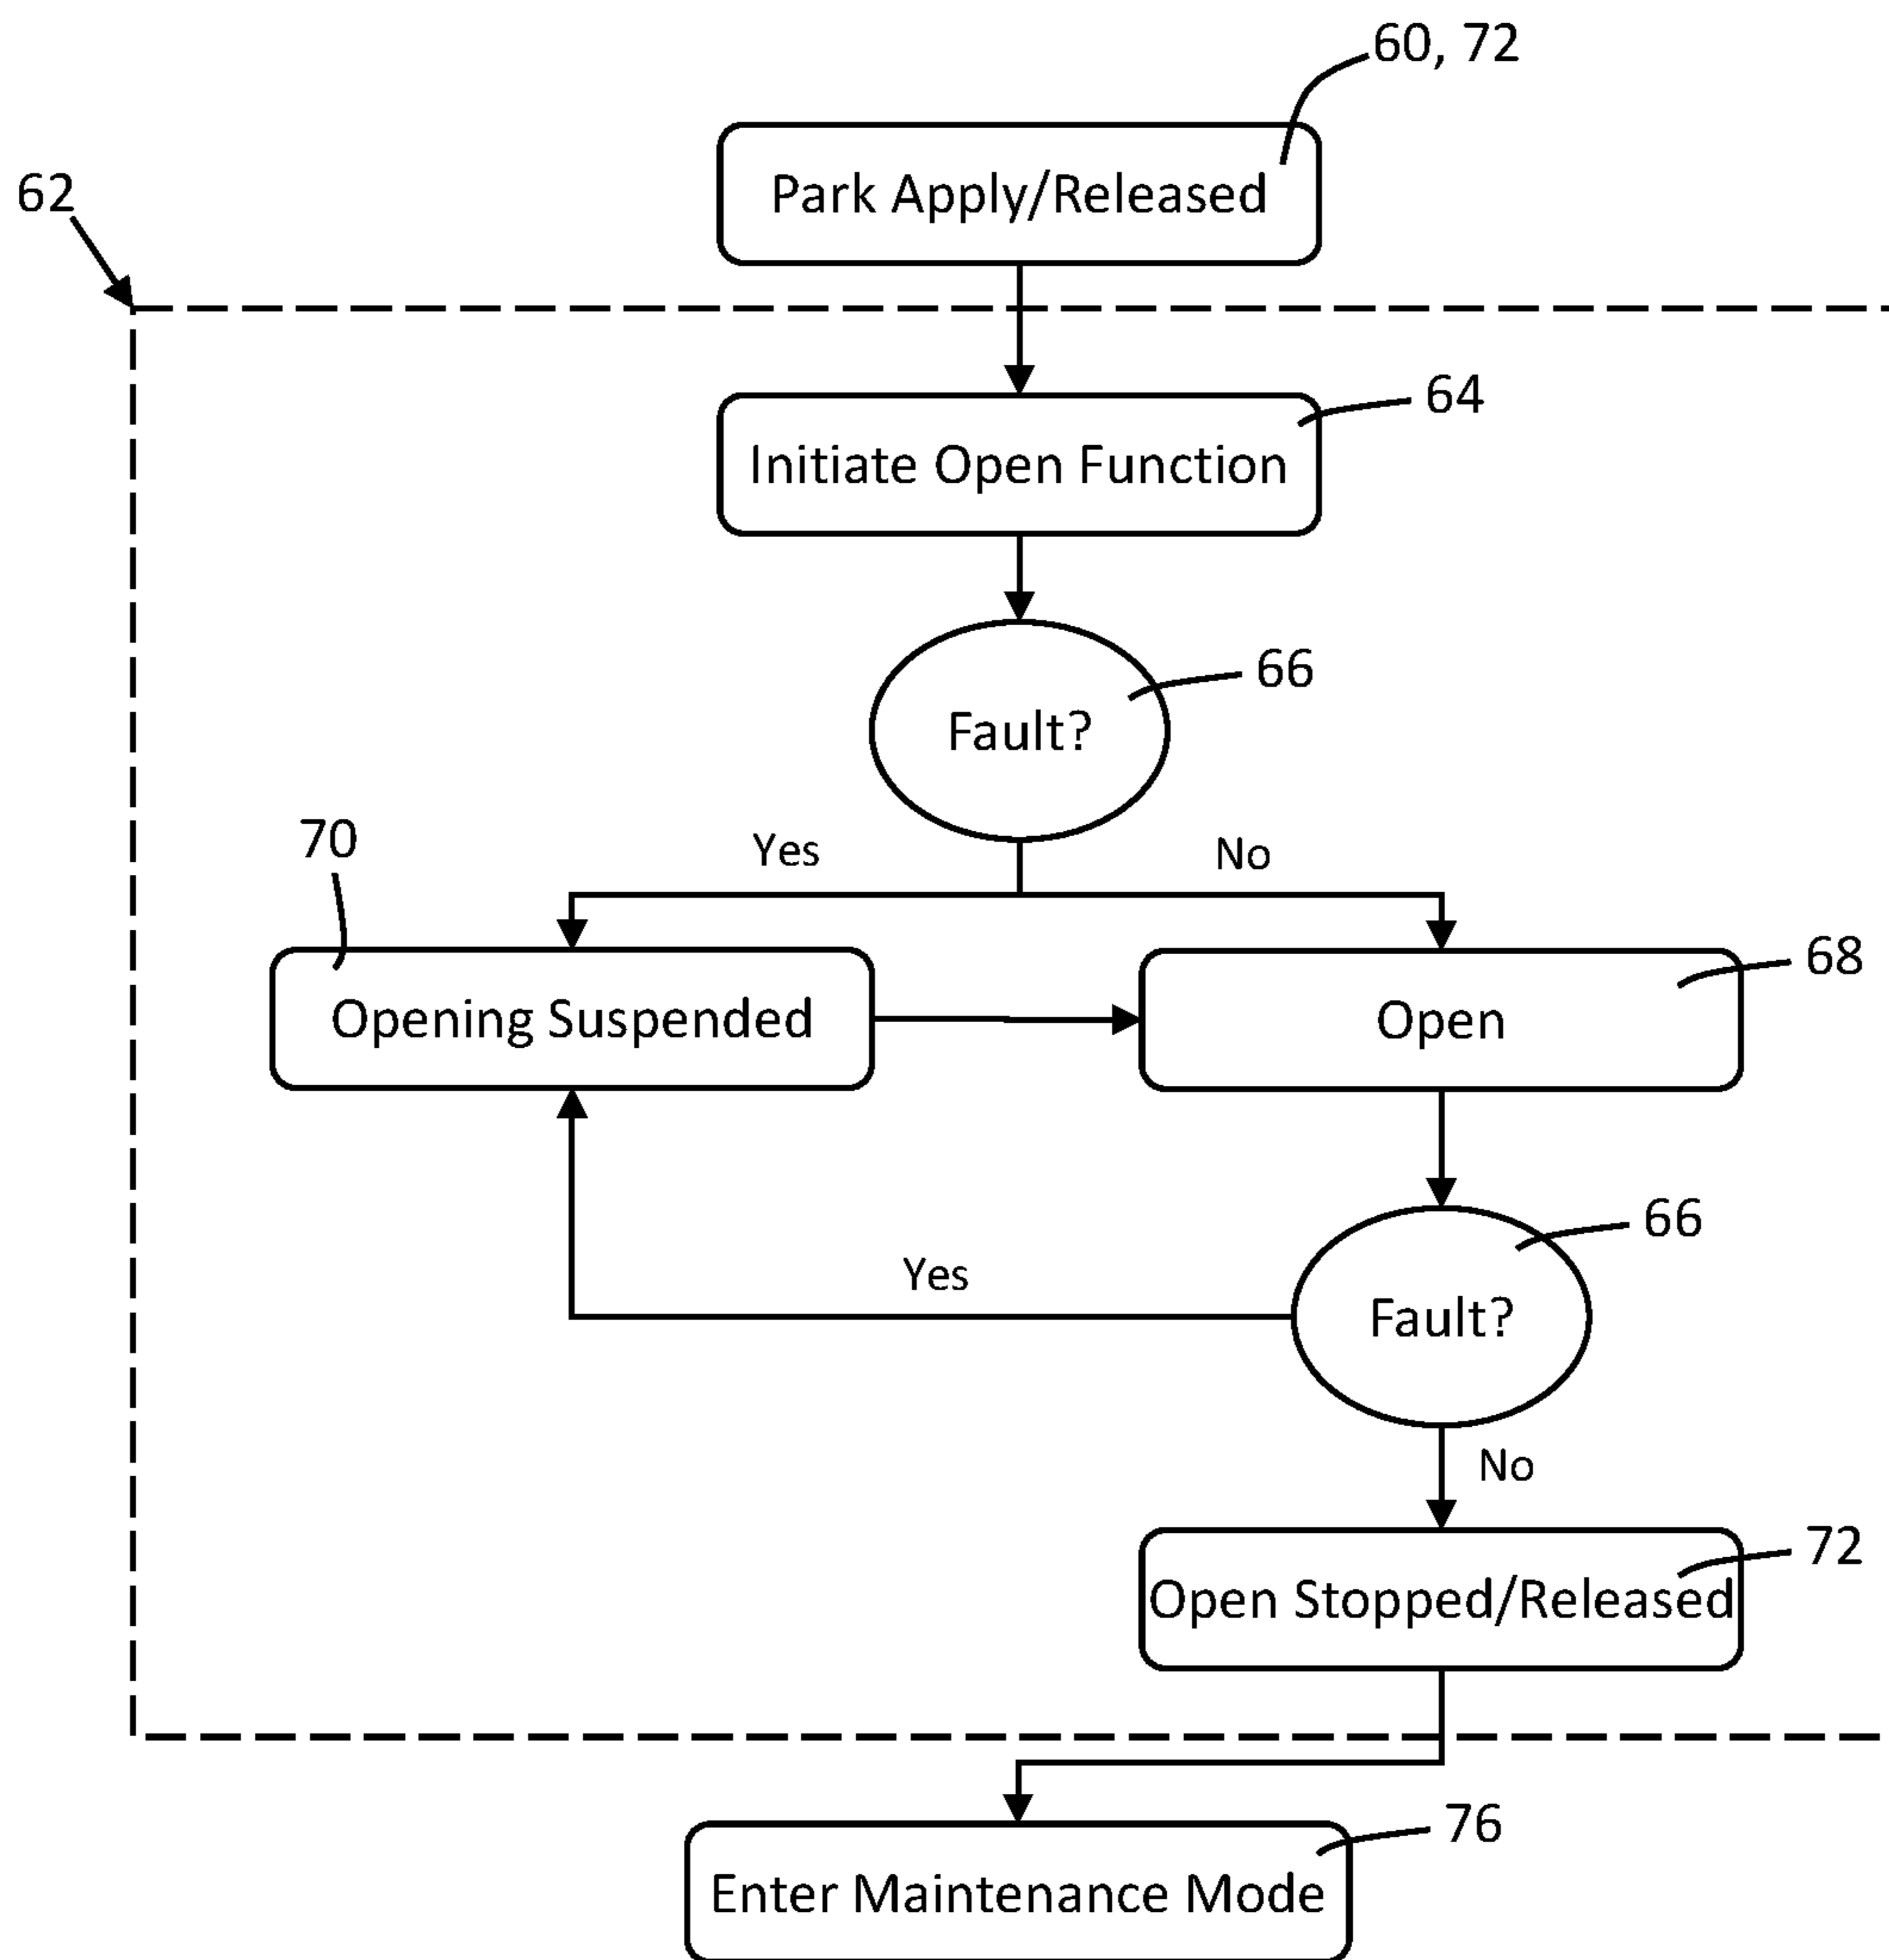 60, 72
Park Apply/Released
62
64
Initiate Open Function
66
Fault?
Yes
No
70
68
Opening Suspended
Open
66
Yes
Fault?
No
72
Open Stopped/Released
76
Enter Maintenance Mode